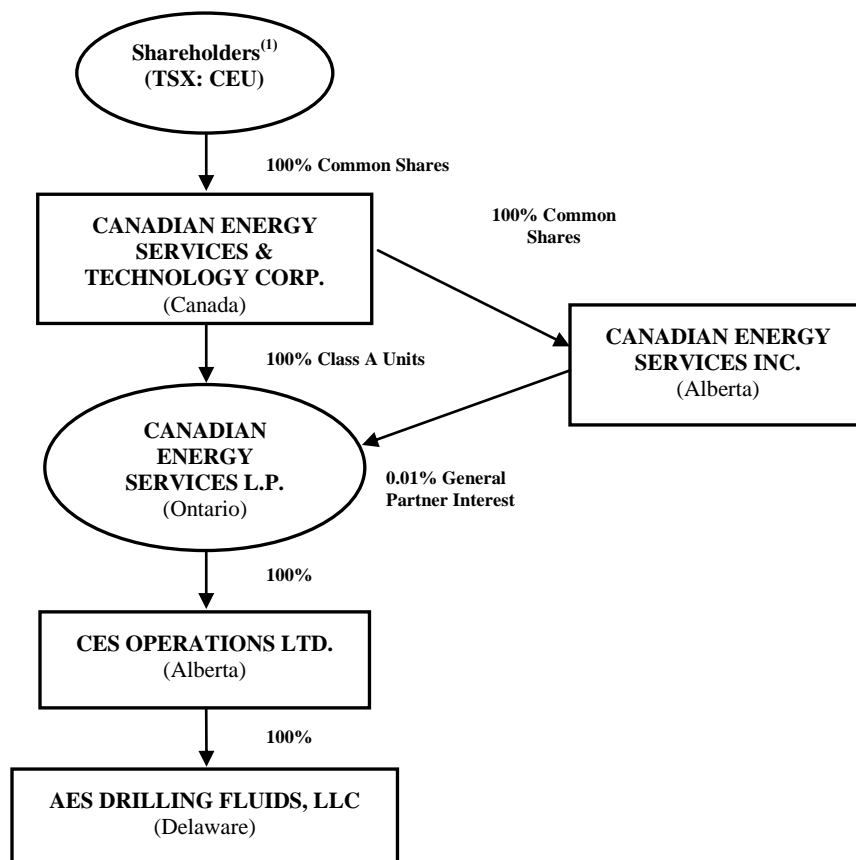 Shareholders(1)
(TSX: CEU)
100% Common Shares
CANADIAN ENERGY
SERVICES &
TECHNOLOGY CORP.
(Canada)
100% Common
Shares
CANADIAN ENERGY
SERVICES INC.
(Alberta)
100% Class A Units
CANADIAN
ENERGY
SERVICES L.P.
(Ontario)
0.01% General
Partner Interest
100%
CES OPERATIONS LTD.
(Alberta)
100%
AES DRILLING FLUIDS, LLC
(Delaware)